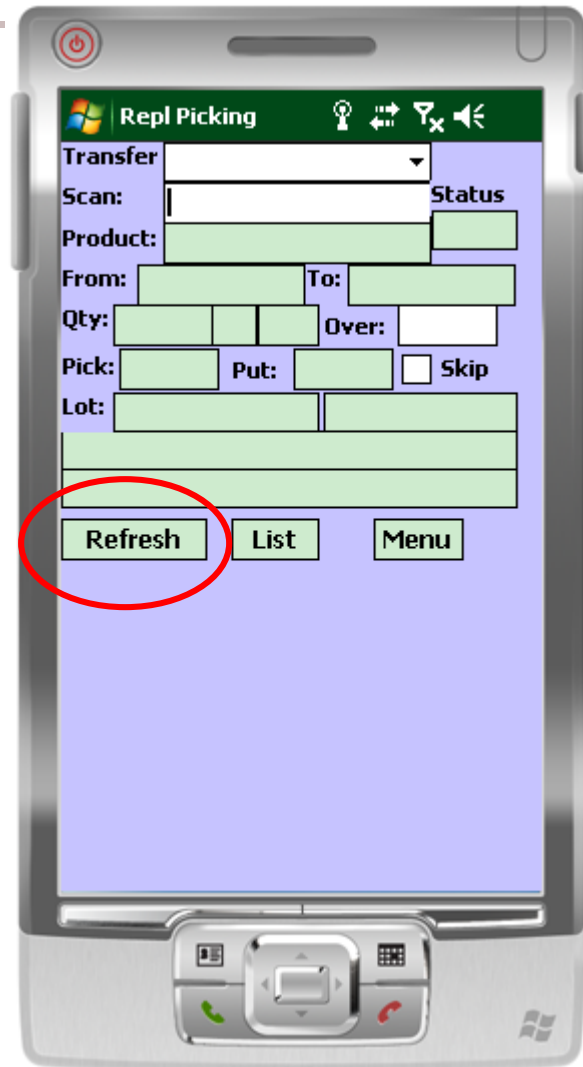 Repl Picking
Transfer
Scan:
Status
Product:
From: To:
Qty: Over:
Pick: Put: Skip
Lot:
Refresh List Menu